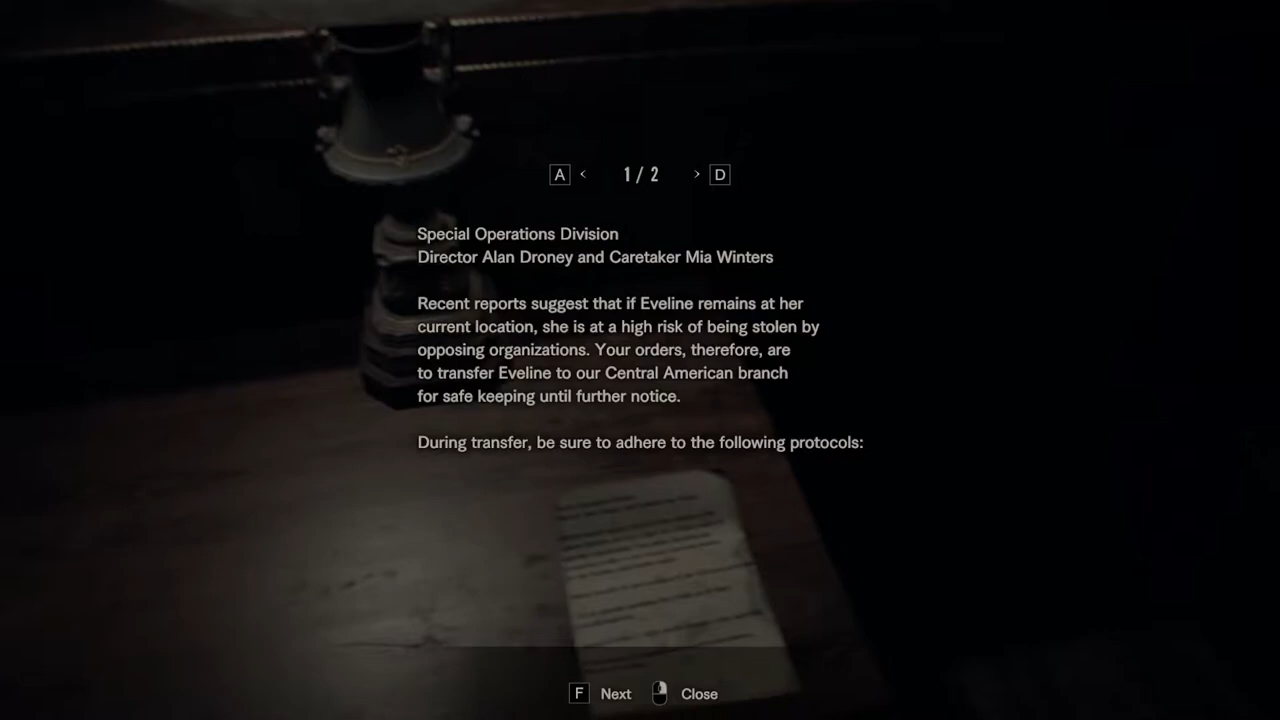 A < 1 / 2 > D
Special Operations Division
Director Alan Droney and Caretaker Mia Winters
Recent reports suggest that if Eveline remains at her
current location, she is at a high risk of being stolen by
opposing organizations. Your orders, therefore, are
to transfer Eveline to our Central American branch
for safe keeping until further notice.
During transfer, be sure to adhere to the following protocols:
F Next Close